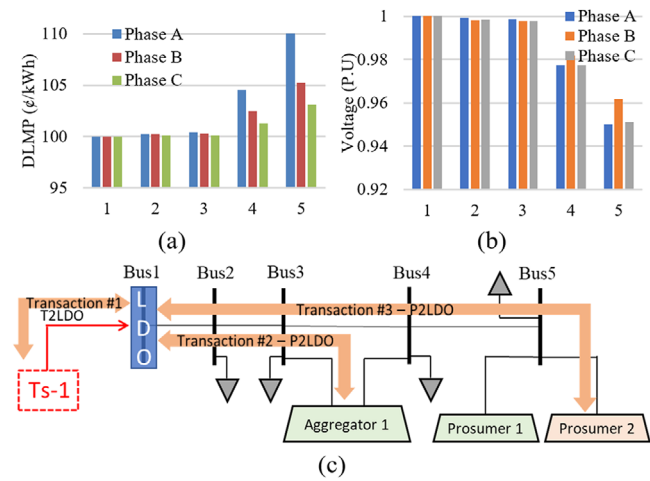 DLMP (¢/kWh)
110
105
100
95
Phase A
Phase B
Phase C
1 2 3 4 5
(a)
Voltage (P.U)
1
0.98
0.96
0.94
0.92
Phase A
Phase B
Phase C
1 2 3 4 5
(b)
Bus1 Bus2 Bus3 Bus4 Bus5
Transaction #1
T2LDO
L
D
O
Transaction #3 – P2LDO
Transaction #2 – P2LDO
Ts-1
Aggregator 1
Prosumer 1
Prosumer 2
(c)